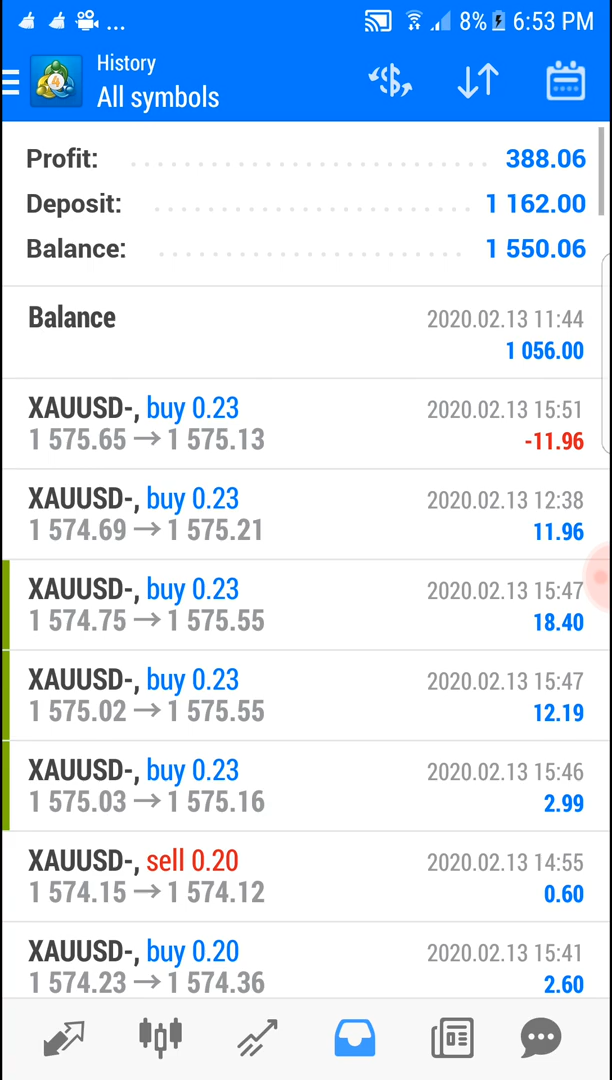 ... 8% 6:53 PM
History
All symbols
Profit: 388.06
Deposit: 1 162.00
Balance: 1 550.06
Balance 2020.02.13 11:44
1 056.00
XAUUSD-, buy 0.23 2020.02.13 15:51
1 575.65 → 1 575.13 -11.96
XAUUSD-, buy 0.23 2020.02.13 12:38
1 574.69 → 1 575.21 11.96
XAUUSD-, buy 0.23 2020.02.13 15:47
1 574.75 → 1 575.55 18.40
XAUUSD-, buy 0.23 2020.02.13 15:47
1 575.02 → 1 575.55 12.19
XAUUSD-, buy 0.23 2020.02.13 15:46
1 575.03 → 1 575.16 2.99
XAUUSD-, sell 0.20 2020.02.13 14:55
1 574.15 → 1 574.12 0.60
XAUUSD-, buy 0.20 2020.02.13 15:41
1 574.23 → 1 574.36 2.60